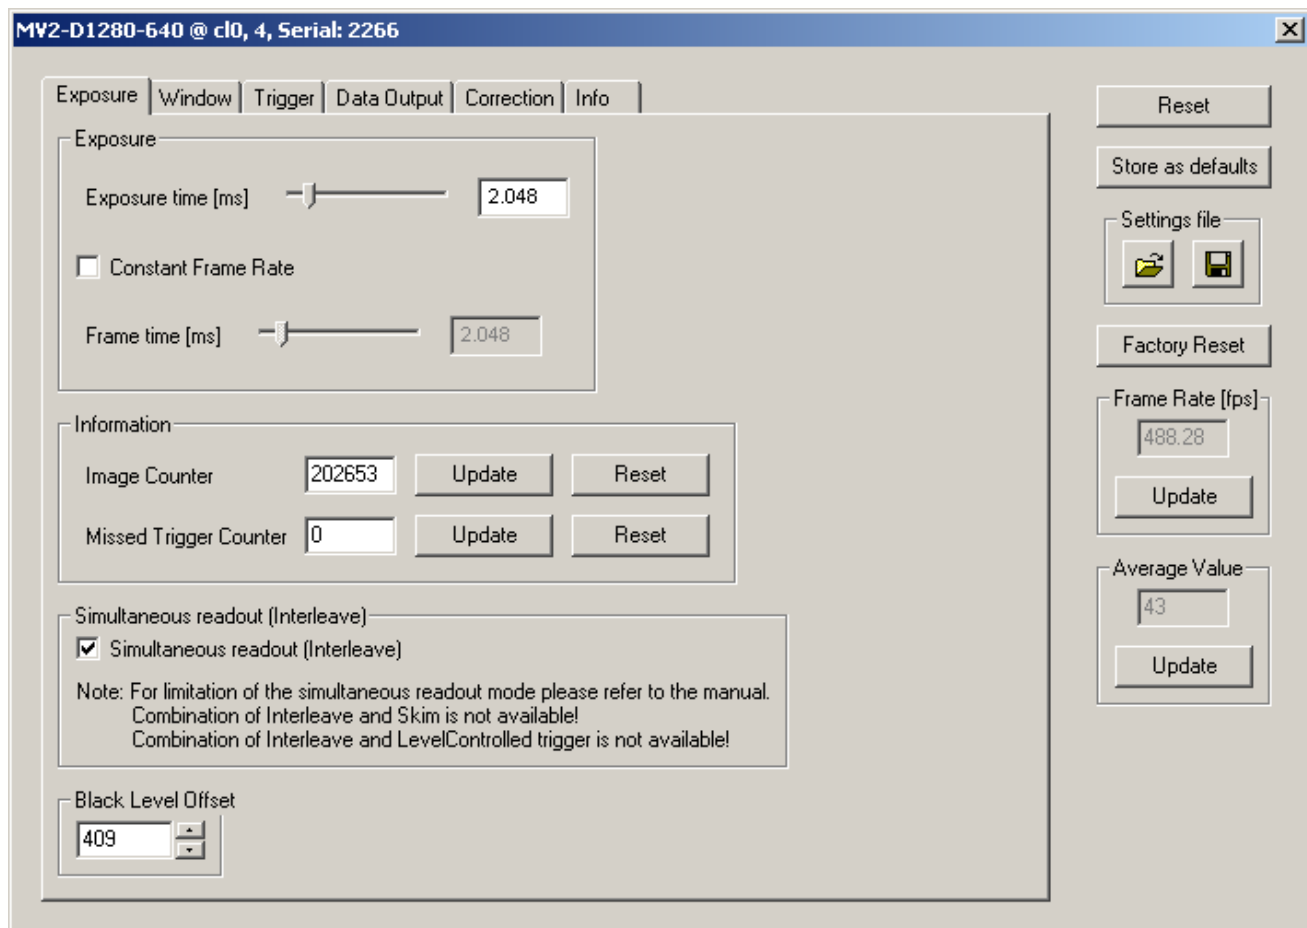 MV2-D1280-640 @ cl0, 4, Serial: 2266
Exposure Window Trigger Data Output Correction Info
Exposure
Exposure time [ms] 2.048
Constant Frame Rate
Frame time [ms] 2.048
Information
Image Counter 202653 Update Reset
Missed Trigger Counter 0 Update Reset
Simultaneous readout (Interleave)
Simultaneous readout (Interleave)
Note: For limitation of the simultaneous readout mode please refer to the manual.
Combination of Interleave and Skim is not available!
Combination of Interleave and LevelControlled trigger is not available!
Black Level Offset
409
Reset
Store as defaults
Settings file
Factory Reset
Frame Rate [fps]
488.28
Update
Average Value
43
Update